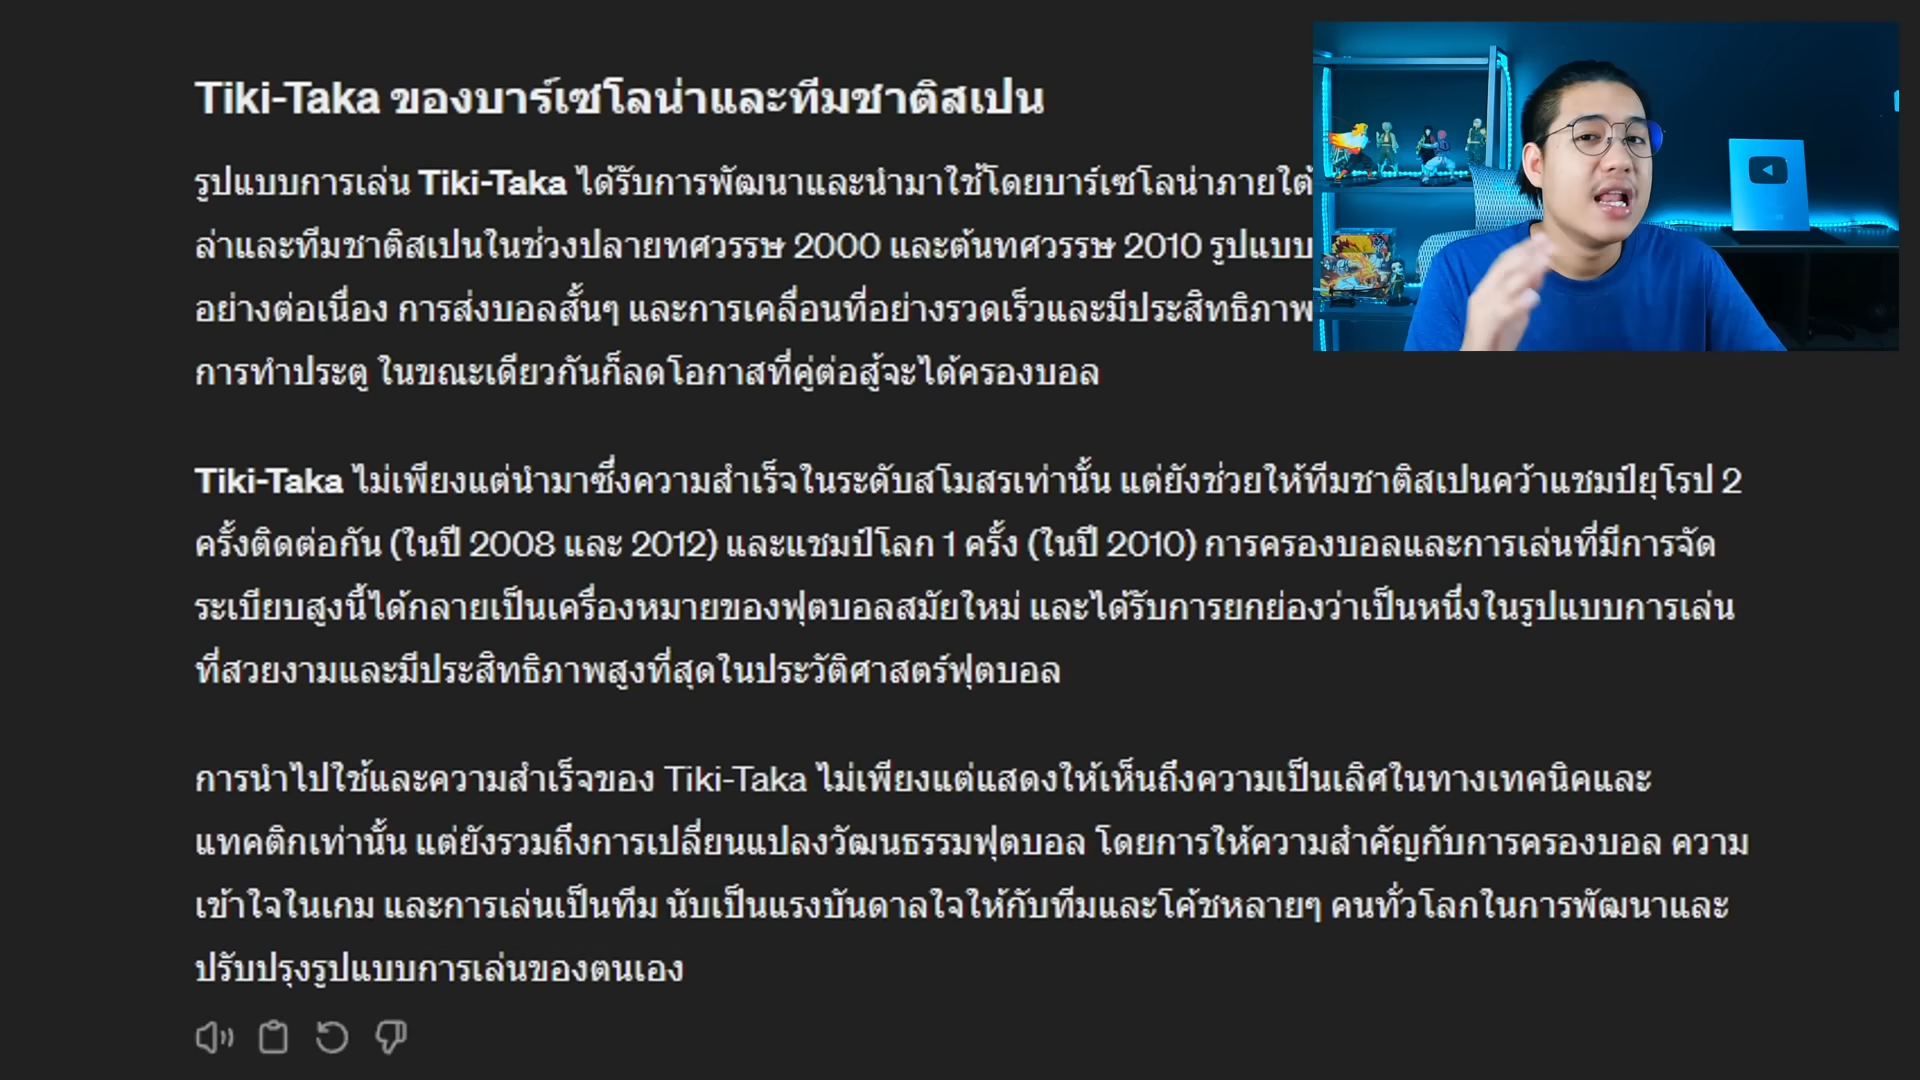 Tiki-Taka ของบาร์เซโลน่าและทีมชาติสเปน
รูปแบบการเล่น Tiki-Taka ได้รับการพัฒนาและนำมาใช้โดยบาร์เซโลน่าภายใต้
ล่าและทีมชาติสเปนในช่วงปลายทศวรรษ 2000 และต้นทศวรรษ 2010 รูปแบบ
อย่างต่อเนื่อง การส่งบอลสั้นๆ และการเคลื่อนที่อย่างรวดเร็วและมีประสิทธิภาพ
การทำประตู ในขณะเดียวกันก็ลดโอกาสที่คู่ต่อสู้จะได้ครองบอล
Tiki-Taka ไม่เพียงแต่นำมาซึ่งความสำเร็จในระดับสโมสรเท่านั้น แต่ยังช่วยให้ทีมชาติสเปนคว้าแชมป์ยุโรป 2
ครั้งติดต่อกัน (ในปี 2008 และ 2012) และแชมป์โลก 1 ครั้ง (ในปี 2010) การครองบอลและการเล่นที่มีการจัด
ระเบียบสูงนี้ได้กลายเป็นเครื่องหมายของฟุตบอลสมัยใหม่ และได้รับการยกย่องว่าเป็นหนึ่งในรูปแบบการเล่น
ที่สวยงามและมีประสิทธิภาพสูงที่สุดในประวัติศาสตร์ฟุตบอล
การนำไปใช้และความสำเร็จของ Tiki-Taka ไม่เพียงแต่แสดงให้เห็นถึงความเป็นเลิศในทางเทคนิคและ
แทคติกเท่านั้น แต่ยังรวมถึงการเปลี่ยนแปลงวัฒนธรรมฟุตบอล โดยการให้ความสำคัญกับการครองบอล ความ
เข้าใจในเกม และการเล่นเป็นทีม นับเป็นแรงบันดาลใจให้กับทีมและโค้ชหลายๆ คนทั่วโลกในการพัฒนาและ
ปรับปรุงรูปแบบการเล่นของตนเอง